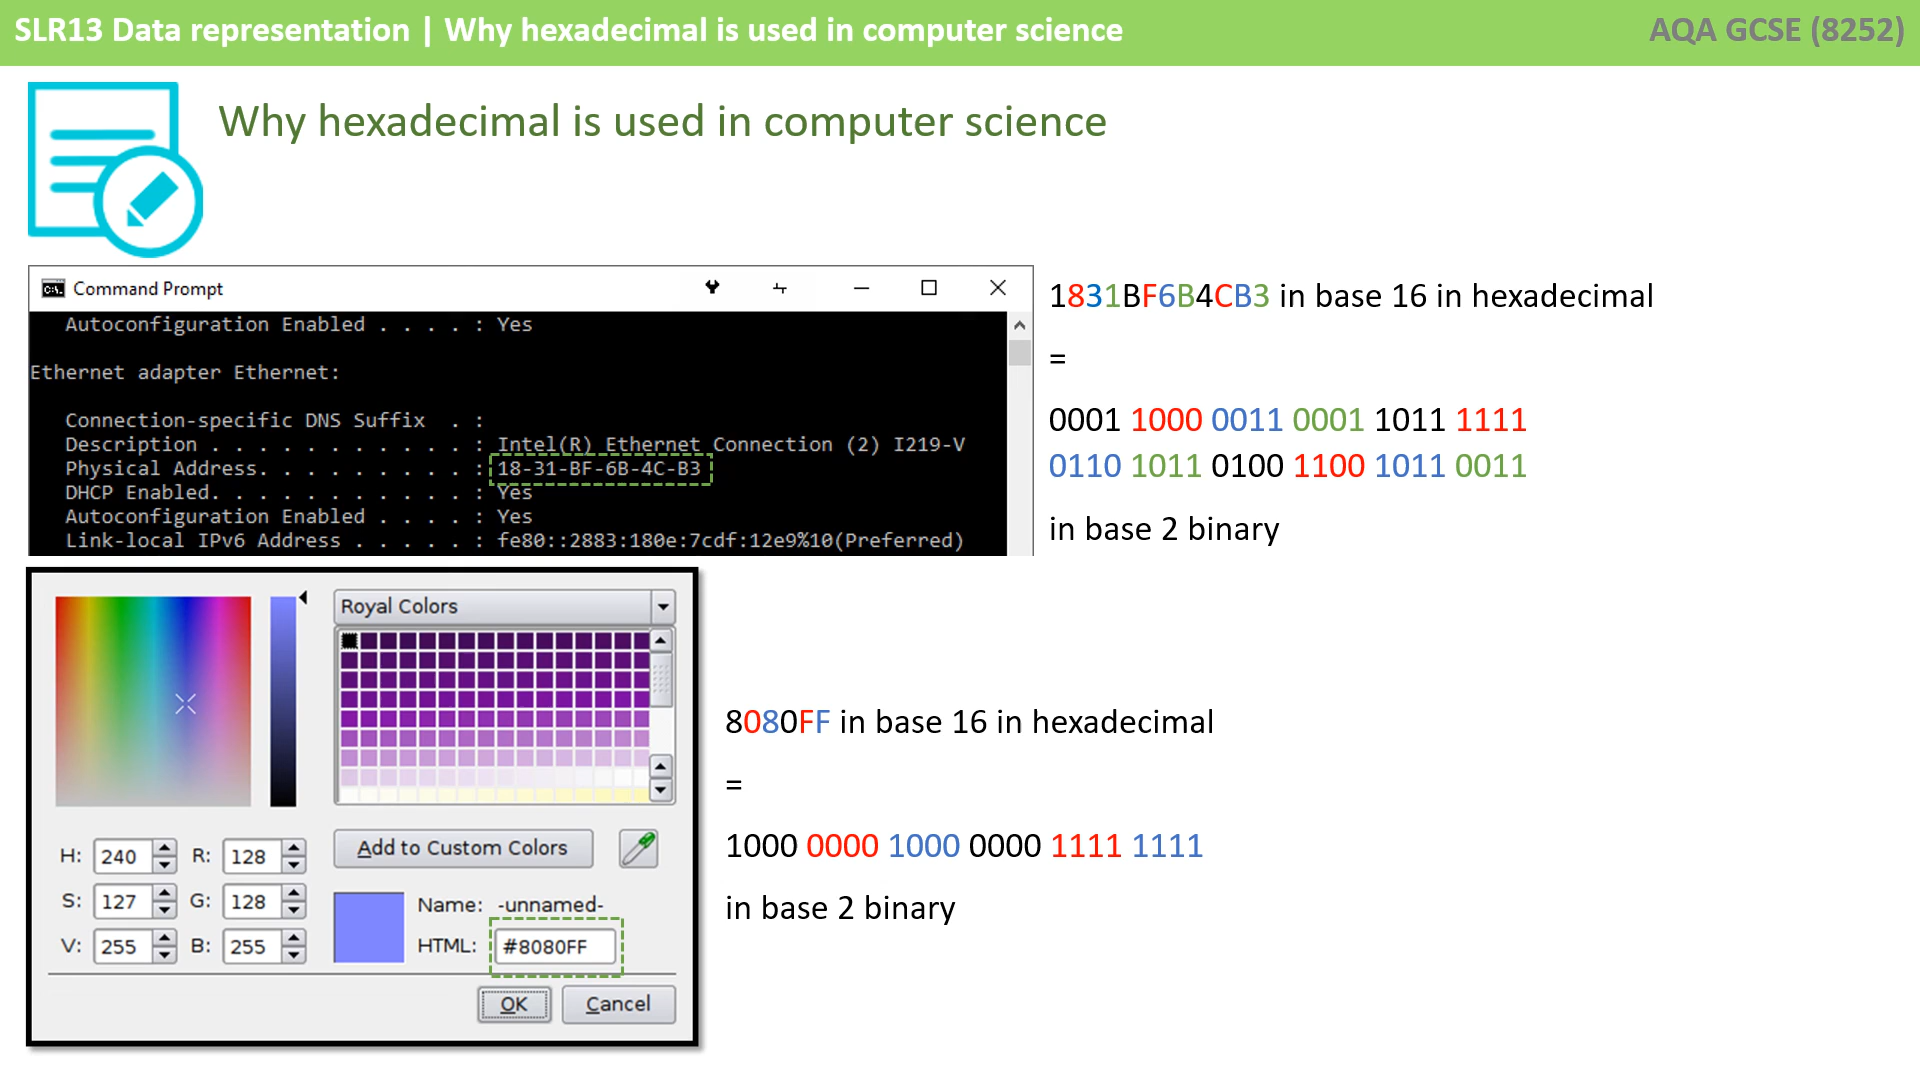 SLR13 Data representation | Why hexadecimal is used in computer science
AQA GCSE (8252)
Why hexadecimal is used in computer science
Command Prompt
Autoconfiguration Enabled . . . . : Yes
Ethernet adapter Ethernet:
Connection-specific DNS Suffix . :
Description . . . . . . . . . . . : Intel(R) Ethernet Connection (2) I219-V
Physical Address. . . . . . . . . : 18-31-BF-6B-4C-B3
DHCP Enabled. . . . . . . . . . . : Yes
Autoconfiguration Enabled . . . . : Yes
Link-local IPv6 Address . . . . . : fe80::2883:180e:7cdf:12e9%10(Preferred)
1831BF6B4CB3 in base 16 in hexadecimal
=
0001 1000 0011 0001 1011 1111
0110 1011 0100 1100 1011 0011
in base 2 binary
Royal Colors
Add to Custom Colors
H: 240 R: 128
S: 127 G: 128
V: 255 B: 255
Name: -unnamed-
HTML: #8080FF
OK Cancel
8080FF in base 16 in hexadecimal
=
1000 0000 1000 0000 1111 1111
in base 2 binary